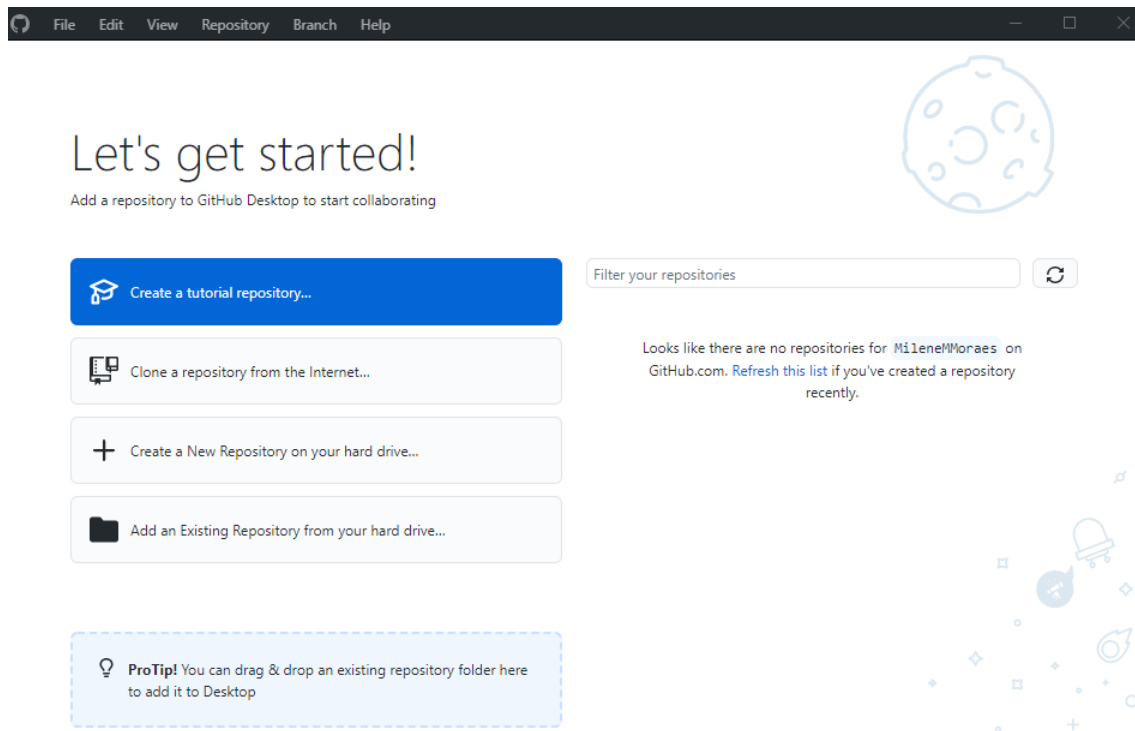 File Edit View Repository Branch Help
Let's get started!
Add a repository to GitHub Desktop to start collaborating
Create a tutorial repository...
Clone a repository from the Internet...
Create a New Repository on your hard drive...
Add an Existing Repository from your hard drive...
ProTip! You can drag & drop an existing repository folder here
to add it to Desktop
Filter your repositories
Looks like there are no repositories for MileneMMoraes on
GitHub.com. Refresh this list if you've created a repository
recently.